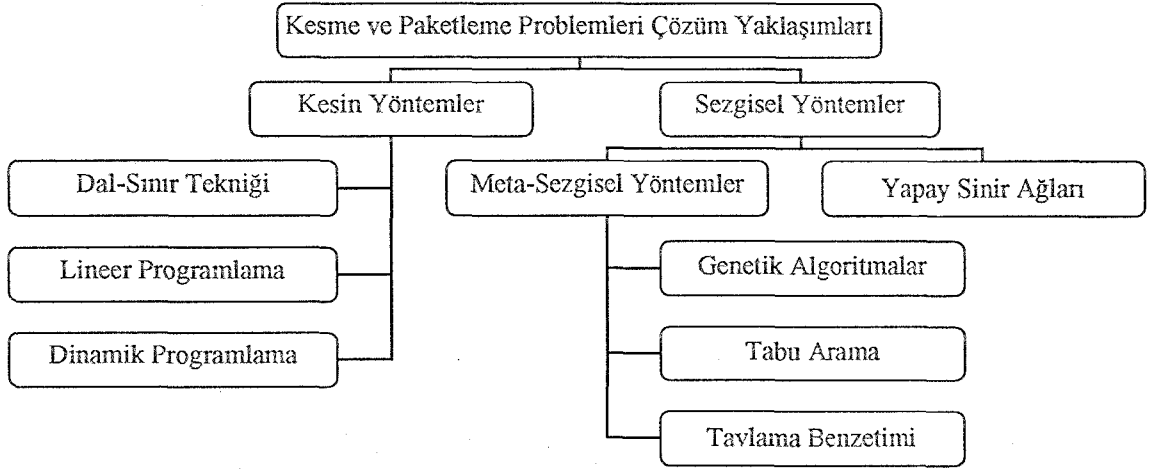 Kesme ve Paketleme Problemleri Çözüm Yaklaşımları
Kesin Yöntemler
Sezgisel Yöntemler
Dal-Sınır Tekniği
Meta-Sezgisel Yöntemler
Yapay Sinir Ağları
Lineer Programlama
Genetik Algoritmalar
Dinamik Programlama
Tabu Arama
Tavlama Benzetimi